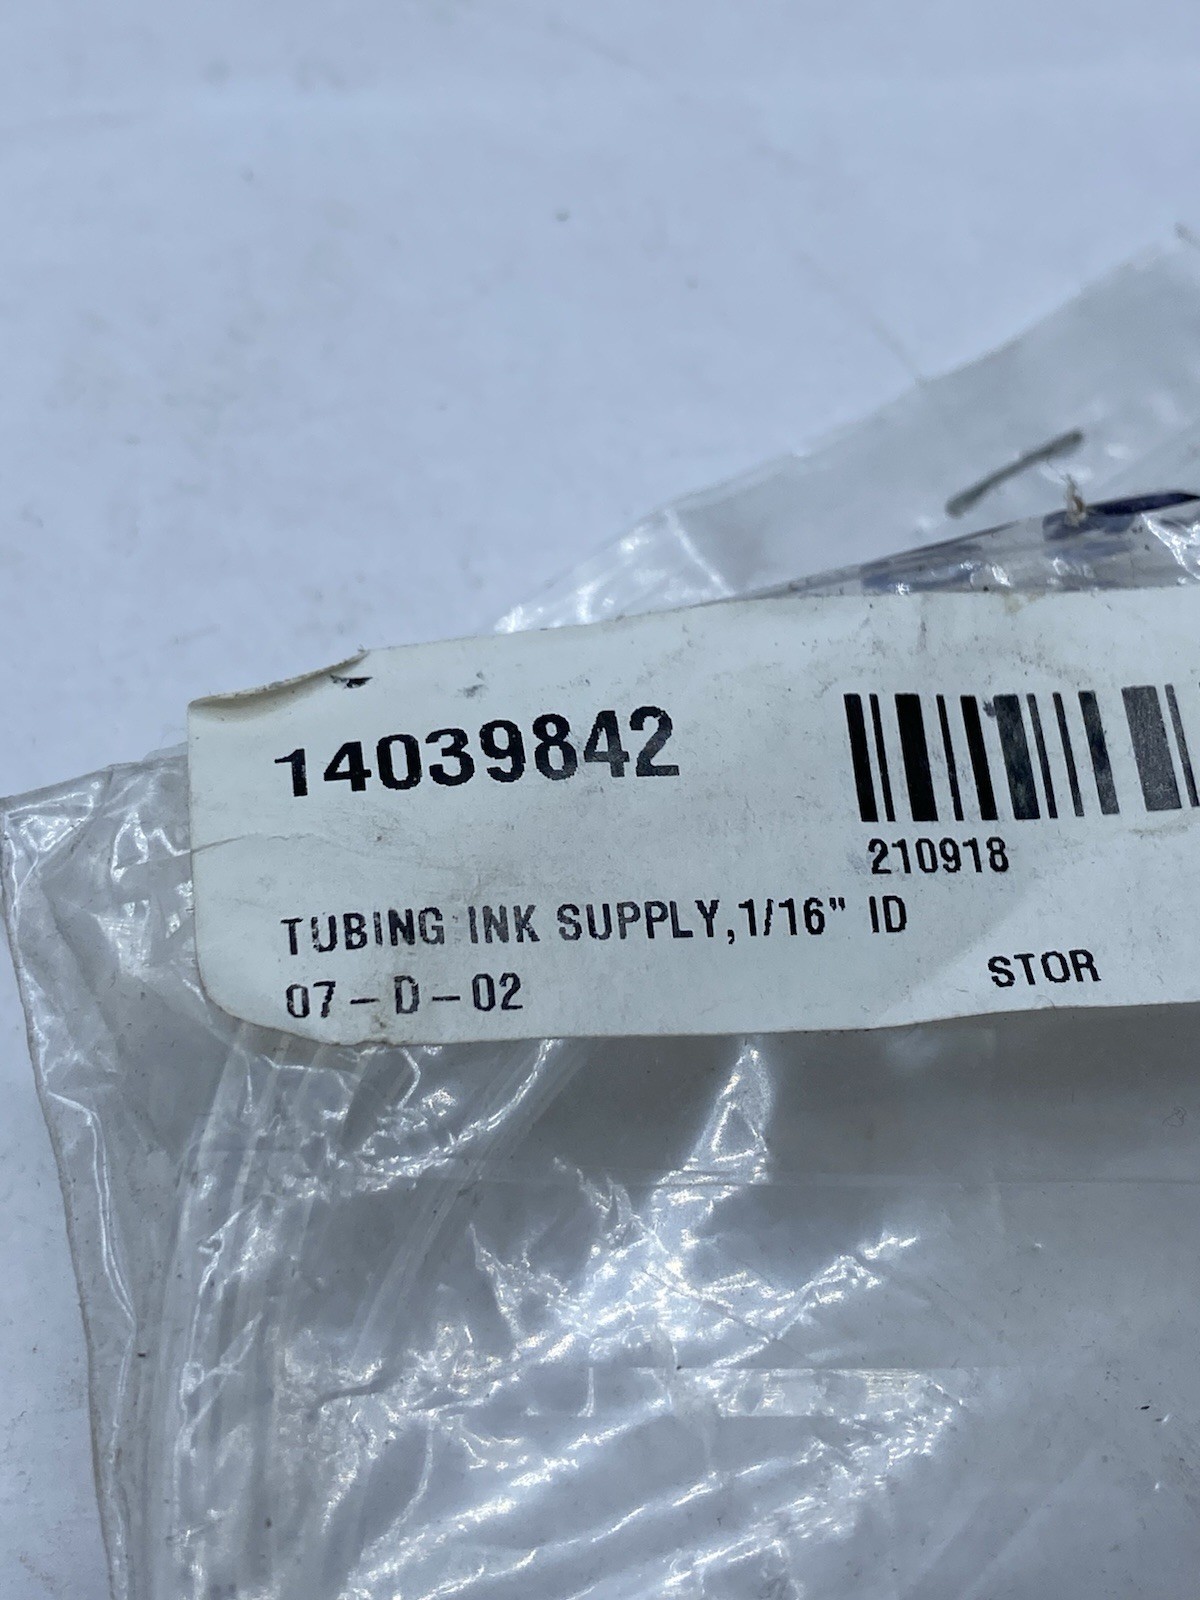 14039842
210918
TUBING INK SUPPLY,1/16" ID
07-D-02
STOR